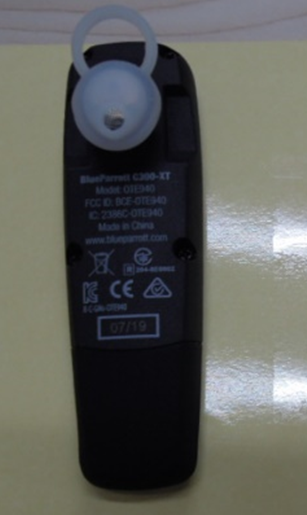 BlueParrott C300-XT
Model: OTE940
FCC ID: BCE-OTE940
IC: 2386C-OTE940
Made in China
www.blueparrott.com
CE
07/19